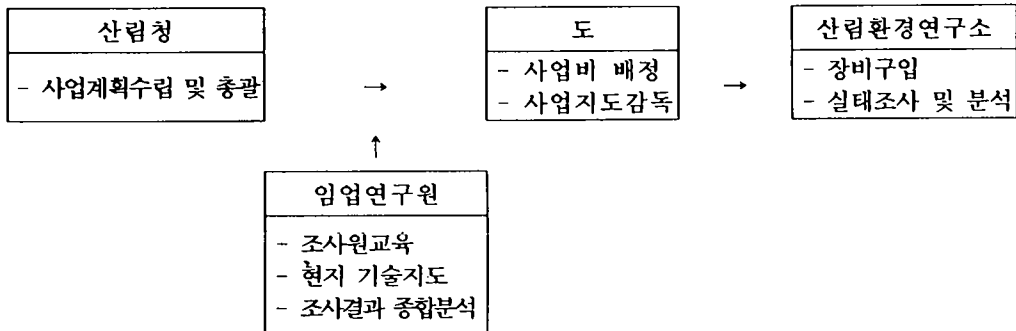 산림청
- 사업계획수립 및 총괄
→
도
- 사업비 배정
- 사업지도감독
→
산림환경연구소
- 장비구입
- 실태조사 및 분석
↑
임업연구원
- 조사원교육
- 현지 기술지도
- 조사결과 종합분석